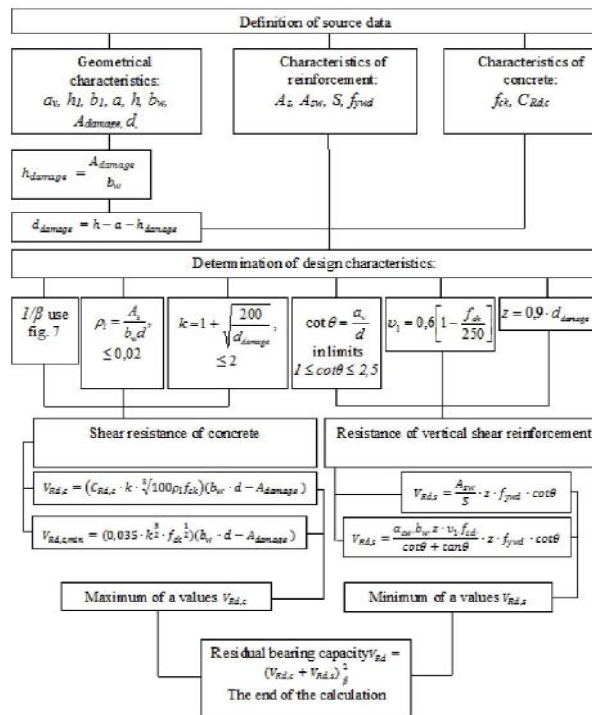 Definition of source data
Geometrical
characteristics:
a_v, h_1, b_1, a, h, b_w,
A_damage, d,
Characteristics of
reinforcement:
A_s, A_sw, S, f_ywd
Characteristics of
concrete:
f_ck, C_Rd,c
h_damage = A_damage / b_w
d_damage = h − a − h_damage
Determination of design characteristics:
1/β use
fig. 7
ρ_l = A_s / b_w d,
≤ 0,02
k = 1 + √(200 / d_damage),
≤ 2
cot θ = a_v / d
in limits
1 ≤ cotθ ≤ 2,5
υ_1 = 0,6[1 − f_ck / 250]
z = 0,9 · d_damage
Shear resistance of concrete
Resistance of vertical shear reinforcement
V_Rd,c = (C_Rd,c · k · ∛100ρ_l f_ck)(b_w · d − A_damage)
V_Rd,s = A_sw / S · z · f_ywd · cotθ
V_Rd,c,min = (0,035 · k^(3/2) · f_ck^(1/2))(b_w · d − A_damage)
V_Rd,s = α_cw b_w z · υ_1 f_cd / cotθ + tanθ · z · f_ywd · cotθ
Maximum of a values V_Rd,c
Minimum of a values V_Rd,s
Residual bearing capacity V_Rd =
(V_Rd,c + V_Rd,s)
The end of the calculation